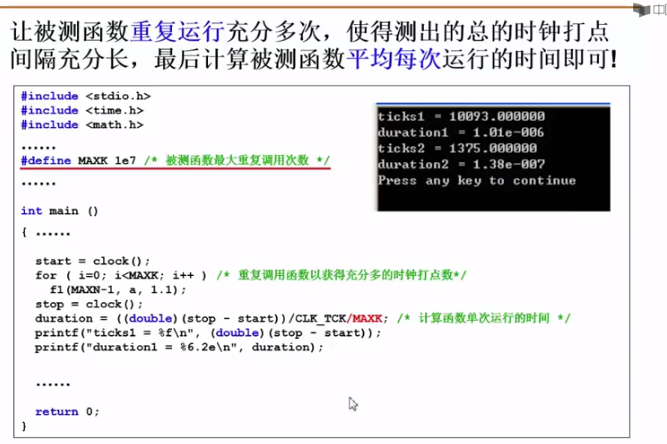 让被测函数重复运行充分多次，使得测出的总的时钟打点
间隔充分长，最后计算被测函数平均每次运行的时间即可!
#include <stdio.h>
#include <time.h>
#include <math.h>
......
#define MAXK 1e7 /* 被测函数最大重复调用次数 */
......
int main ()
{ ......
start = clock();
for ( i=0; i<MAXK; i++ ) /* 重复调用函数以获得充分多的时钟打点数*/
f1(MAXN-1, a, 1.1);
stop = clock();
duration = ((double)(stop - start))/CLK_TCK/MAXK; /* 计算函数单次运行的时间 */
printf("ticks1 = %f\n", (double)(stop - start));
printf("duration1 = %6.2e\n", duration);
......
return 0;
}
ticks1 = 10093.000000
duration1 = 1.01e-006
ticks2 = 1375.000000
duration2 = 1.38e-007
Press any key to continue